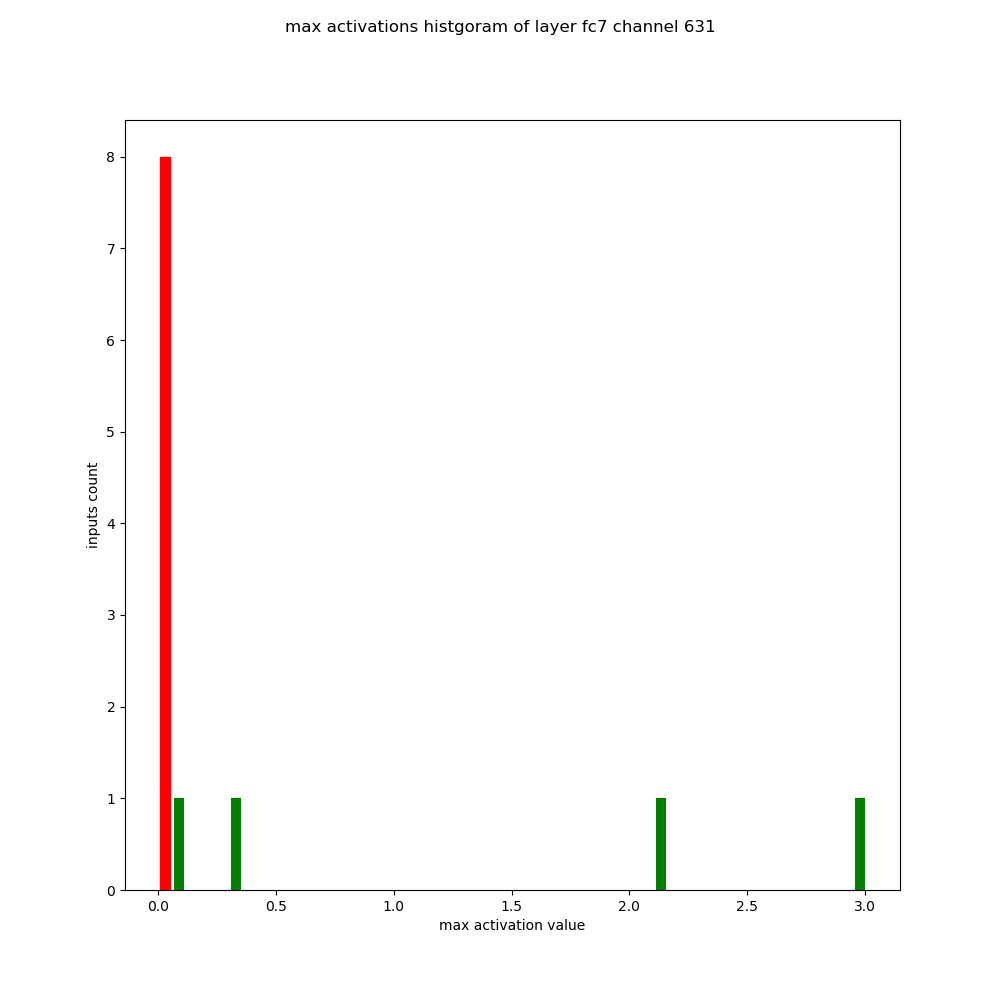 max activations histgoram of layer fc7 channel 631
8
7
6
5
4
3
2
1
0
inputs count
0.0 0.5 1.0 1.5 2.0 2.5 3.0
max activation value